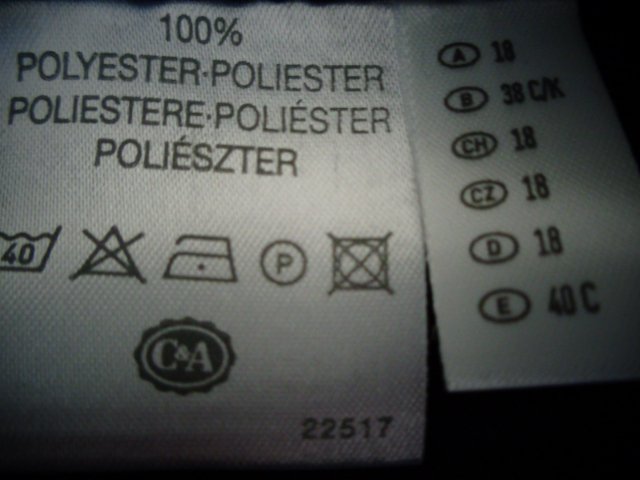 100%
POLYESTER·POLIESTER
POLIESTERE·POLIÉSTER
POLIÉSZTER
40
P
C&A
22517
A 18
B 38 C/K
CH 18
CZ 18
D 18
E 40 C